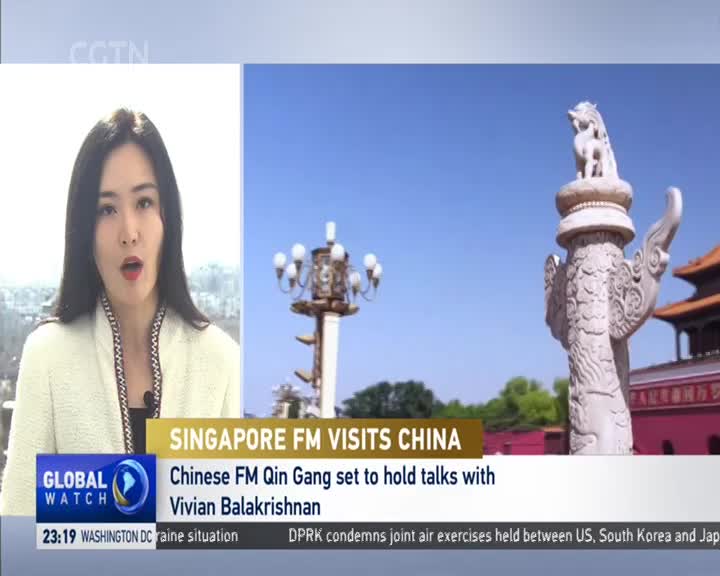 CGTN
SINGAPORE FM VISITS CHINA
Chinese FM Qin Gang set to hold talks with
Vivian Balakrishnan
GLOBAL
WATCH
23:19 WASHINGTON DC
raine situation DPRK condemns joint air exercises held between US, South Korea and Jap